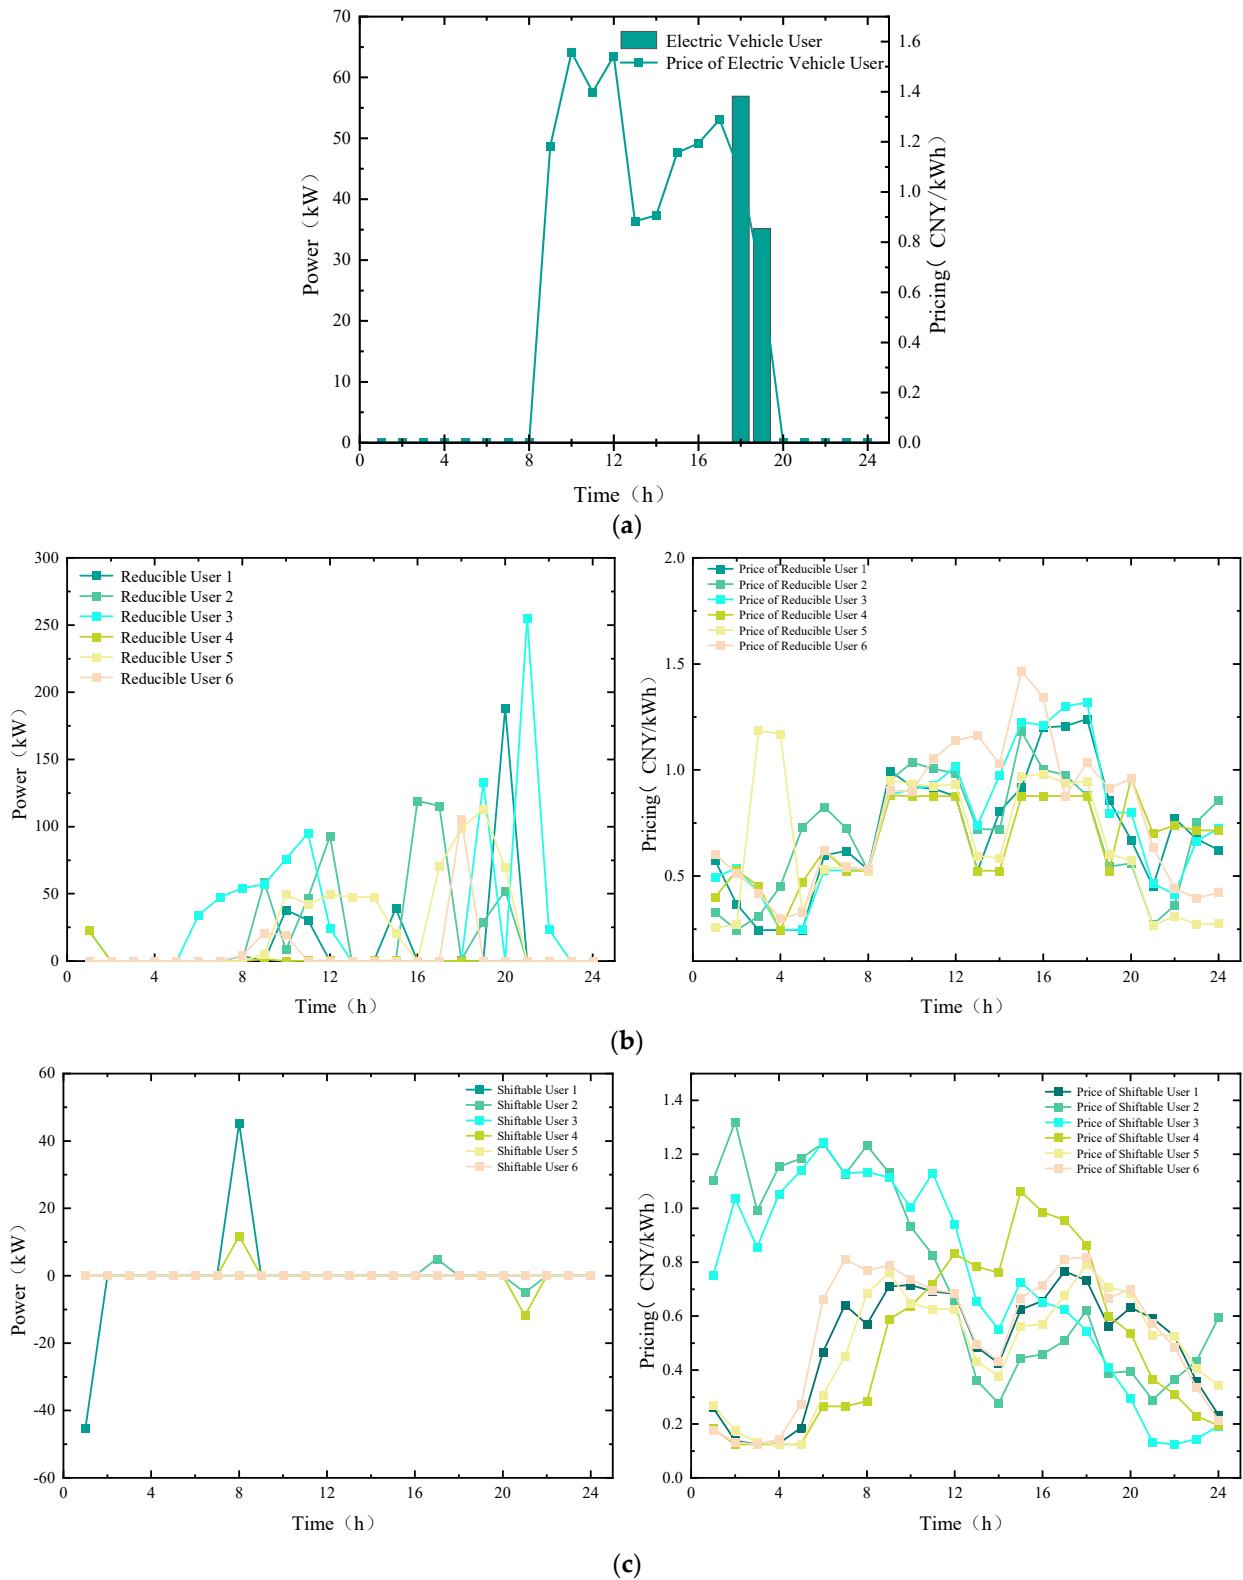 70
60
50
40
30
20
10
0
Power（kW）
1.6
1.4
1.2
1.0
0.8
0.6
0.4
0.2
0.0
Pricing（ CNY/kWh）
Electric Vehicle User
Price of Electric Vehicle User
0 4 8 12 16 20 24
Time（h）
(a)
300
250
200
150
100
50
0
Power（kW）
Reducible User 1
Reducible User 2
Reducible User 3
Reducible User 4
Reducible User 5
Reducible User 6
0 4 8 12 16 20 24
Time（h）
2.0
1.5
1.0
0.5
Pricing（ CNY/kWh）
Price of Reducible User 1
Price of Reducible User 2
Price of Reducible User 3
Price of Reducible User 4
Price of Reducible User 5
Price of Reducible User 6
0 4 8 12 16 20 24
Time（h）
(b)
60
40
20
0
-20
-40
-60
Power（kW）
Shiftable User 1
Shiftable User 2
Shiftable User 3
Shiftable User 4
Shiftable User 5
Shiftable User 6
0 4 8 12 16 20 24
Time（h）
1.4
1.2
1.0
0.8
0.6
0.4
0.2
0.0
Pricing（ CNY/kWh）
Price of Shiftable User 1
Price of Shiftable User 2
Price of Shiftable User 3
Price of Shiftable User 4
Price of Shiftable User 5
Price of Shiftable User 6
0 4 8 12 16 20 24
Time（h）
(c)